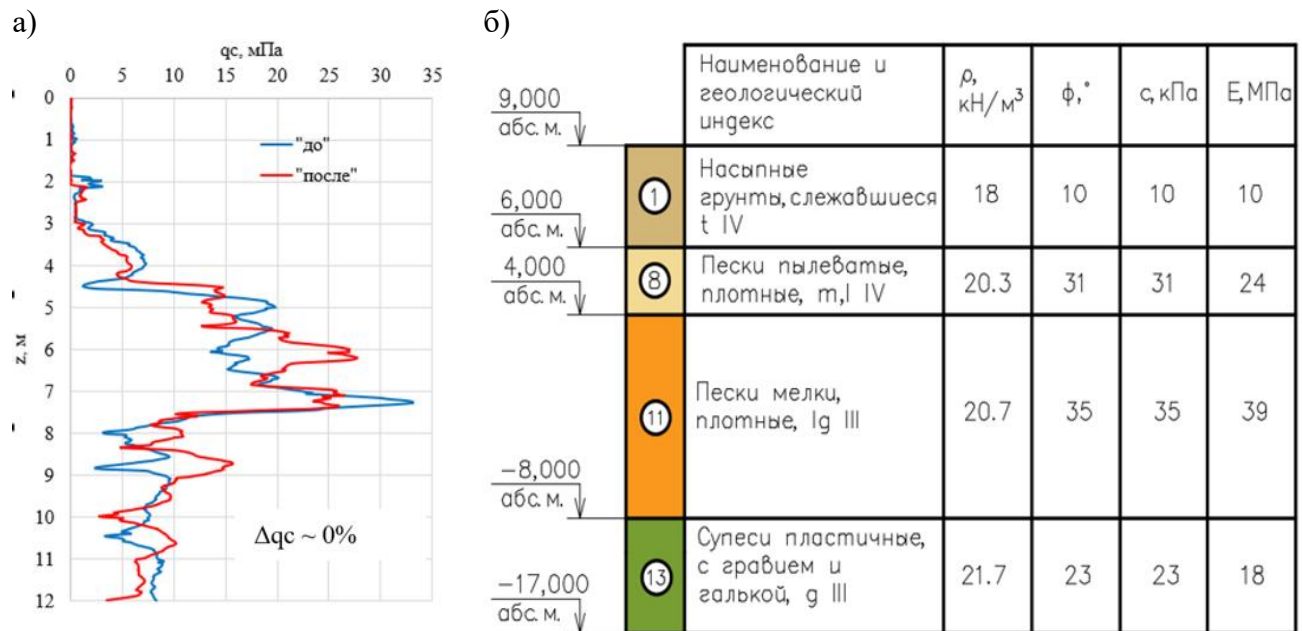 а)
б)
qc, мПа
0 5 10 15 20 25 30 35
0
1
2
3
4
5
6
7
8
9
10
11
12
z, м
"до"
"после"
Δqc ~ 0%
Наименование и
геологический
индекс
ρ,
кН/м³
ϕ,°
с, кПа
Е, МПа
9,000
абс. м.
1
Насыпные
грунты, слежавшиеся
t IV
18 10 10 10
6,000
абс. м.
8
Пески пылеватые,
плотные, m,l IV
20.3 31 31 24
4,000
абс. м.
11
Пески мелки,
плотные, lg III
20.7 35 35 39
-8,000
абс. м.
13
Супеси пластичные,
с гравием и
галькой, g III
21.7 23 23 18
-17,000
абс. м.